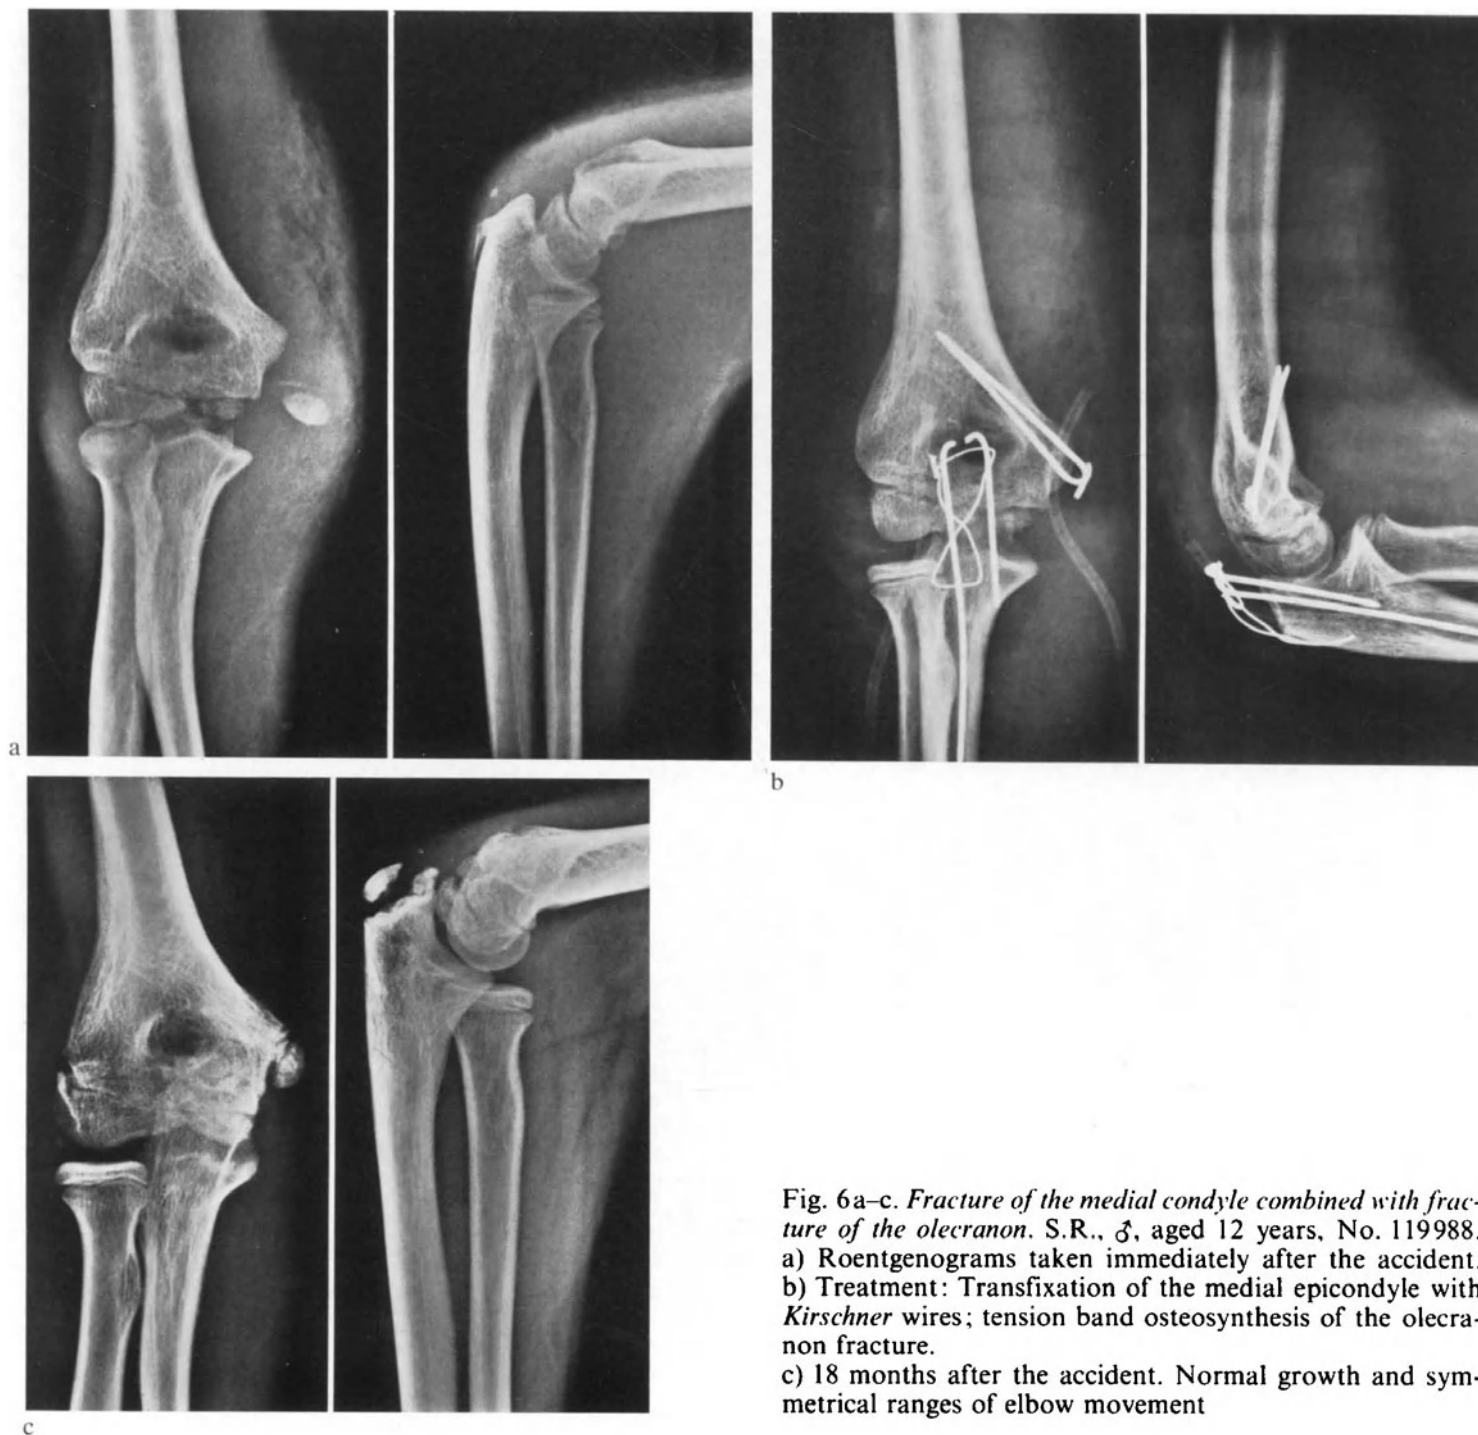 a
b
c
Fig. 6a–c. Fracture of the medial condyle combined with frac-
ture of the olecranon. S.R., ♂, aged 12 years, No. 119988.
a) Roentgenograms taken immediately after the accident.
b) Treatment: Transfixation of the medial epicondyle with
Kirschner wires; tension band osteosynthesis of the olecra-
non fracture.
c) 18 months after the accident. Normal growth and sym-
metrical ranges of elbow movement